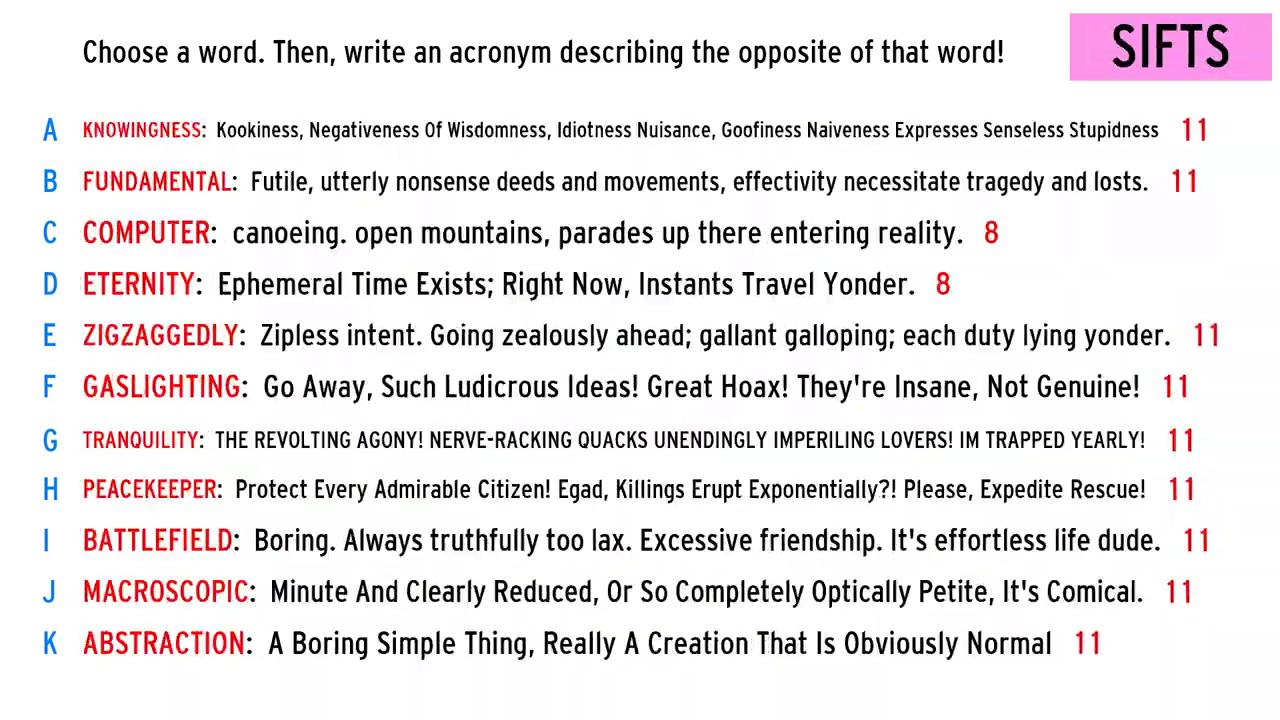 Choose a word. Then, write an acronym describing the opposite of that word!
SIFTS
A KNOWINGNESS: Kookiness, Negativeness Of Wisdomness, Idiotness Nuisance, Goofiness Naiveness Expresses Senseless Stupidness 11
B FUNDAMENTAL: Futile, utterly nonsense deeds and movements, effectivity necessitate tragedy and losts. 11
C COMPUTER: canoeing. open mountains, parades up there entering reality. 8
D ETERNITY: Ephemeral Time Exists; Right Now, Instants Travel Yonder. 8
E ZIGZAGGEDLY: Zipless intent. Going zealously ahead; gallant galloping; each duty lying yonder. 11
F GASLIGHTING: Go Away, Such Ludicrous Ideas! Great Hoax! They're Insane, Not Genuine! 11
G TRANQUILITY: THE REVOLTING AGONY! NERVE-RACKING QUACKS UNENDINGLY IMPERILING LOVERS! IM TRAPPED YEARLY! 11
H PEACEKEEPER: Protect Every Admirable Citizen! Egad, Killings Erupt Exponentially?! Please, Expedite Rescue! 11
I BATTLEFIELD: Boring. Always truthfully too lax. Excessive friendship. It's effortless life dude. 11
J MACROSCOPIC: Minute And Clearly Reduced, Or So Completely Optically Petite, It's Comical. 11
K ABSTRACTION: A Boring Simple Thing, Really A Creation That Is Obviously Normal 11